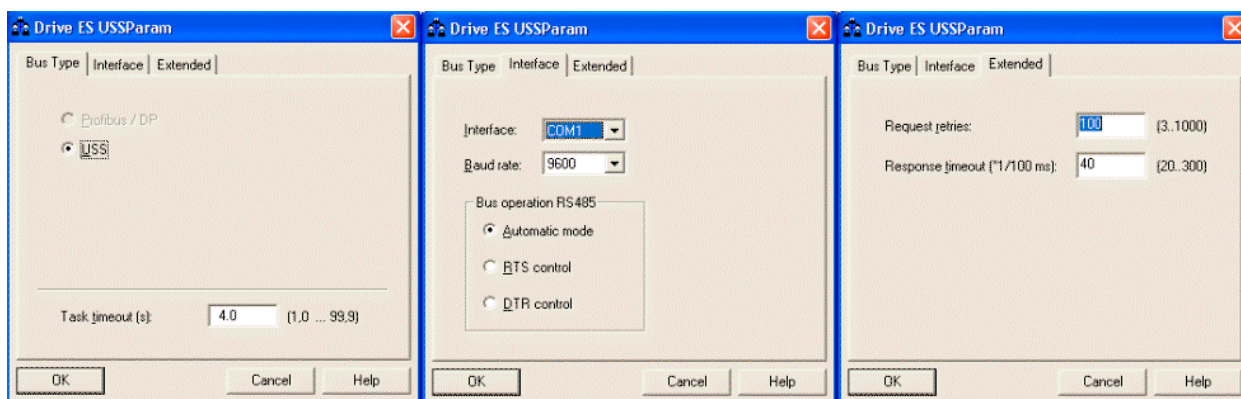 Drive ES USSParam
Bus Type Interface Extended
Profibus / DP
USS
Task timeout (s): 4.0 (1,0 ... 99,9)
OK Cancel Help
Drive ES USSParam
Bus Type Interface Extended
Interface: COM1
Baud rate: 9600
Bus operation RS485
Automatic mode
RTS control
DTR control
OK Cancel Help
Drive ES USSParam
Bus Type Interface Extended
Request retries: 100 (3..1000)
Response timeout (*1/100 ms): 40 (20..300)
OK Cancel Help